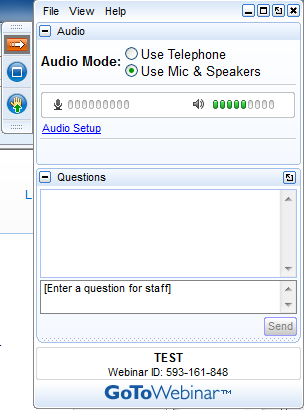 File View Help
Audio
Audio Mode:
Use Telephone
Use Mic & Speakers
Audio Setup
L
Questions
[Enter a question for staff]
Send
TEST
Webinar ID: 593-161-848
GoToWebinar™